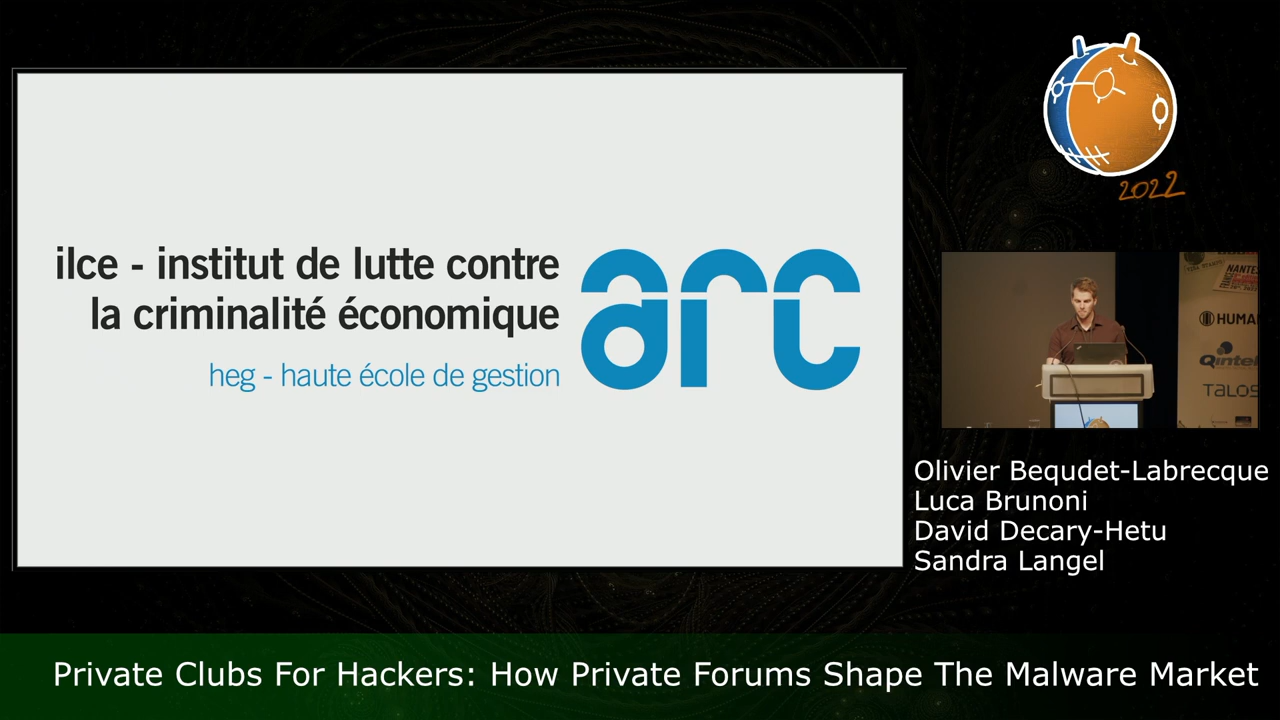 ilce - institut de lutte contre
la criminalité économique
heg - haute école de gestion
arc
2022
NANTES
HUMAN
Qintel
TALOS
Olivier Bequdet-Labrecque
Luca Brunoni
David Decary-Hetu
Sandra Langel
Private Clubs For Hackers: How Private Forums Shape The Malware Market